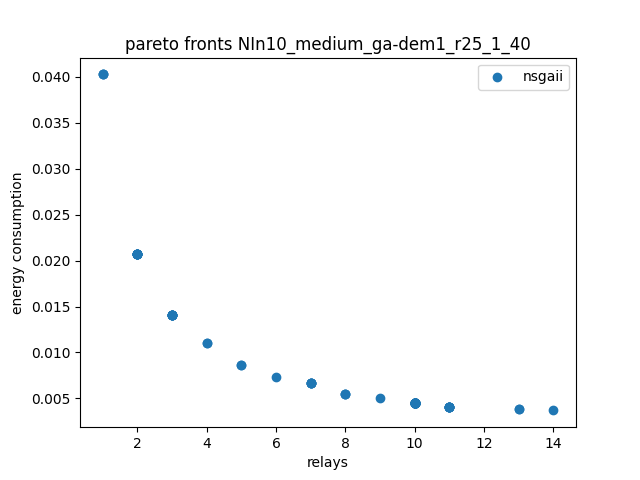 pareto fronts NIn10_medium_ga-dem1_r25_1_40
nsgaii
energy consumption
0.040
0.035
0.030
0.025
0.020
0.015
0.010
0.005
2 4 6 8 10 12 14
relays